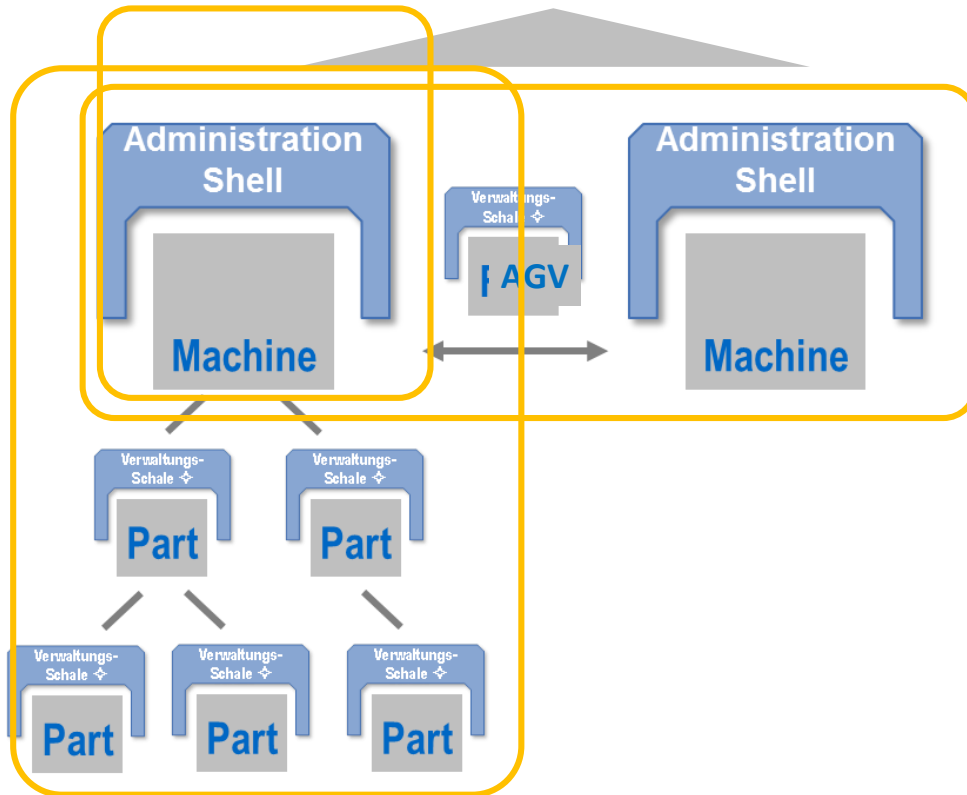 Administration
Shell
Machine
Verwaltungs-
Schale
AGV
Administration
Shell
Machine
Verwaltungs-
Schale
Part
Verwaltungs-
Schale
Part
Verwaltungs-
Schale
Part
Verwaltungs-
Schale
Part
Verwaltungs-
Schale
Part